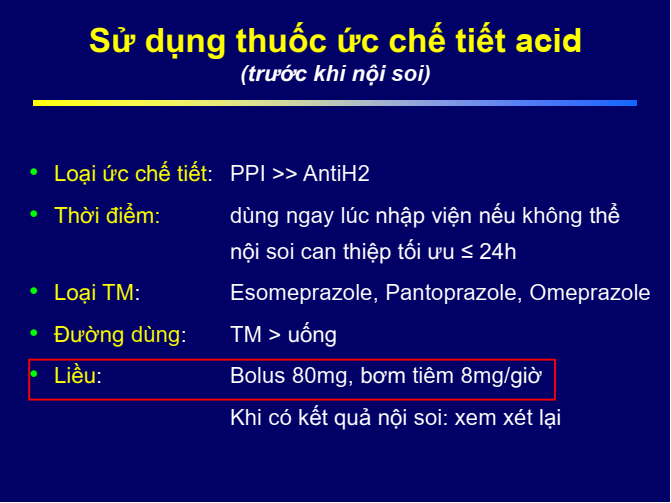 Sử dụng thuốc ức chế tiết acid
(trước khi nội soi)
• Loại ức chế tiết: PPI >> AntiH2
• Thời điểm: dùng ngay lúc nhập viện nếu không thể
nội soi can thiệp tối ưu ≤ 24h
• Loại TM: Esomeprazole, Pantoprazole, Omeprazole
• Đường dùng: TM > uống
• Liều: Bolus 80mg, bơm tiêm 8mg/giờ
Khi có kết quả nội soi: xem xét lại